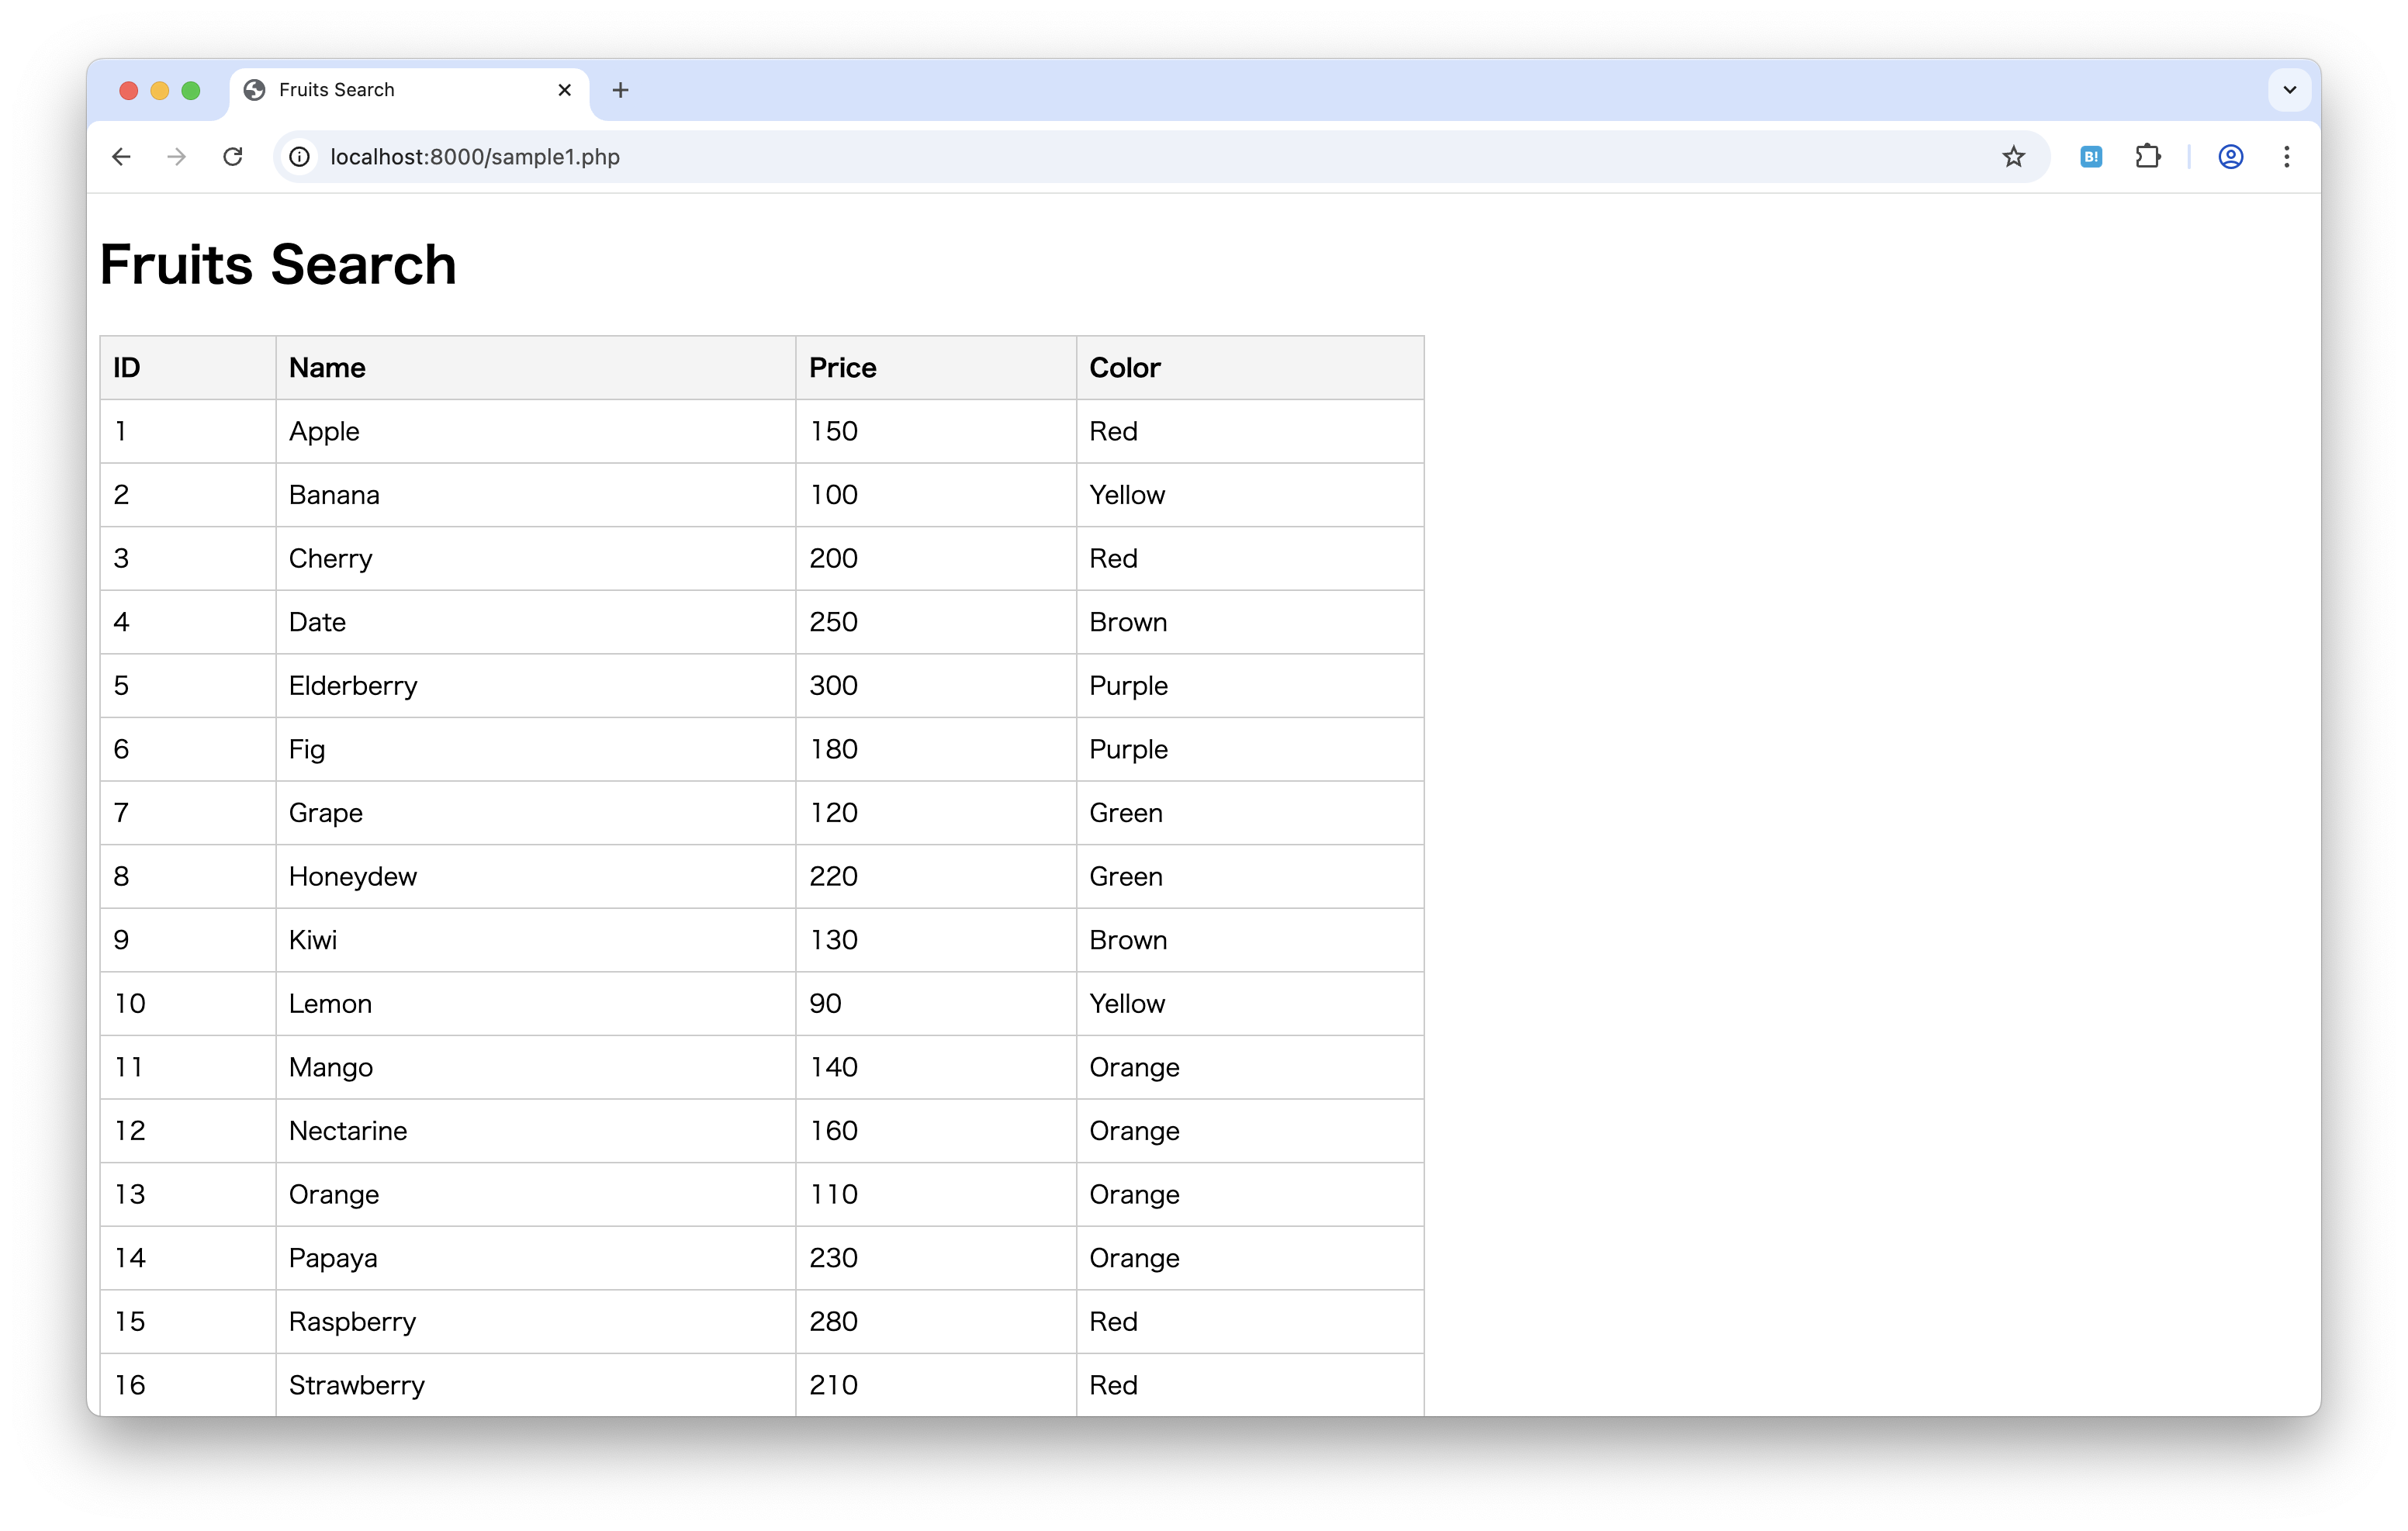 Fruits Search
localhost:8000/sample1.php
B!
Fruits Search
ID Name Price Color
1 Apple 150 Red
2 Banana 100 Yellow
3 Cherry 200 Red
4 Date 250 Brown
5 Elderberry 300 Purple
6 Fig 180 Purple
7 Grape 120 Green
8 Honeydew 220 Green
9 Kiwi 130 Brown
10 Lemon 90 Yellow
11 Mango 140 Orange
12 Nectarine 160 Orange
13 Orange 110 Orange
14 Papaya 230 Orange
15 Raspberry 280 Red
16 Strawberry 210 Red